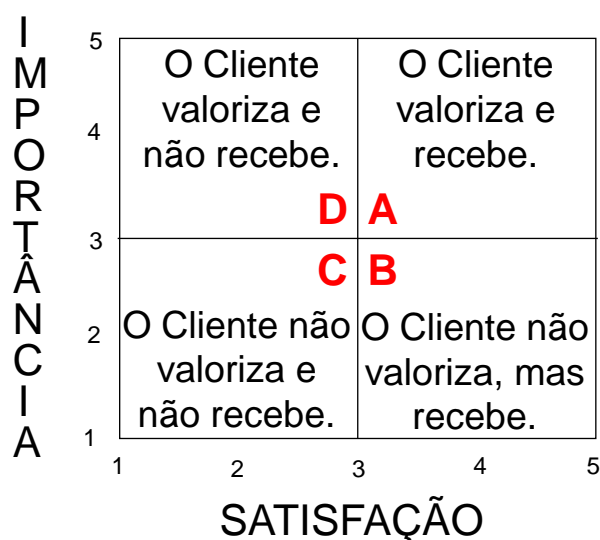 IMPORTÂNCIA
5
4
3
2
1
O Cliente
valoriza e
não recebe.
D
O Cliente
valoriza e
recebe.
A
C
O Cliente não
valoriza e
não recebe.
B
O Cliente não
valoriza, mas
recebe.
1 2 3 4 5
SATISFAÇÃO